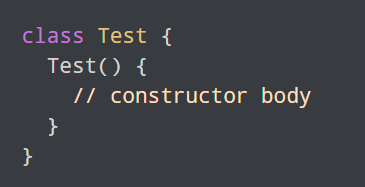 class Test {
  Test() {
    // constructor body
  }
}